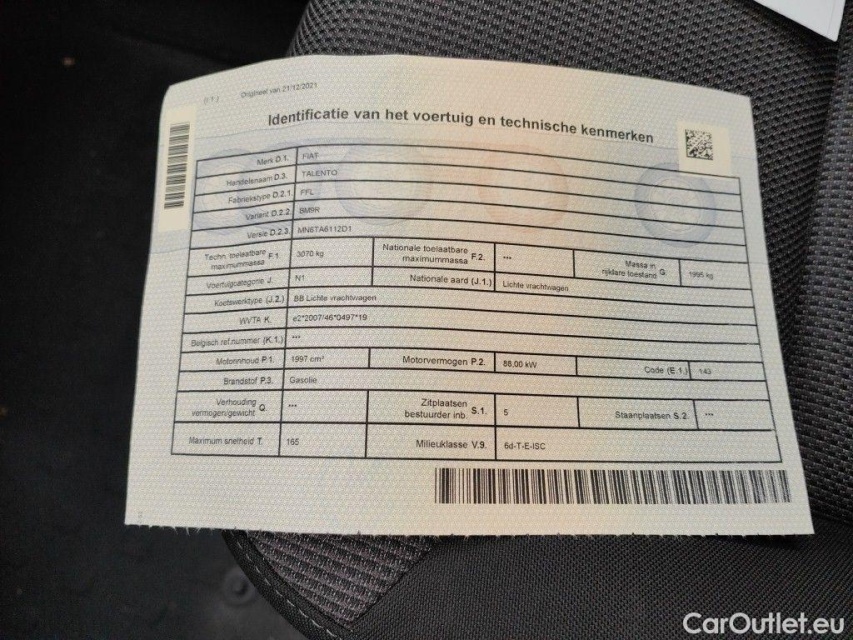 Origineel van 21/12/2021
Identificatie van het voertuig en technische kenmerken
Merk D.1. FIAT
Handelsnaam D.3. TALENTO
Fabriekstype D.2.1. FFL
Variant D.2.2. BM9R
Versie D.2.3. MN6TA6112D1
Techn. toelaatbare maximummassa F.1. 3070 kg Nationale toelaatbare maximummassa F.2. --- Massa in rijklare toestand G. 1995 kg
Voertuigcategorie J. N1 Nationale aard (J.1.) Lichte vrachtwagen
Koetswerktype (J.2.) BB Lichte vrachtwagen
WVTA K. e2*2007/46*0497*19
Belgisch ref.nummer (K.1.) ---
Motorinhoud P.1. 1997 cm³ Motorvermogen P.2. 88,00 kW Code (E.1.) 143
Brandstof P.3. Gasolie
Verhouding vermogen/gewicht Q. --- Zitplaatsen bestuurder inb. S.1. 5 Staanplaatsen S.2. ---
Maximum snelheid T. 165 Milieuklasse V.9. 6d-T-E-ISC
CarOutlet.eu